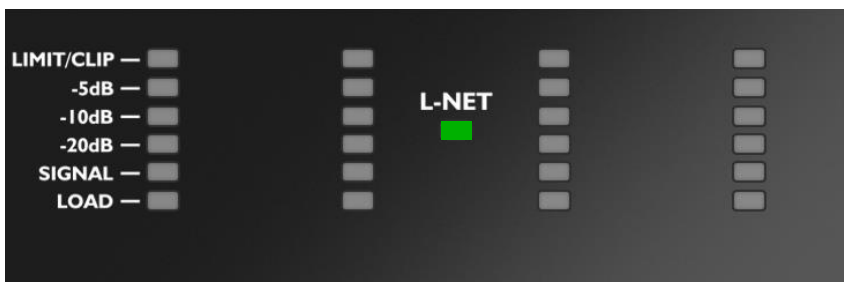 LIMIT/CLIP
-5dB
L-NET
-10dB
-20dB
SIGNAL
LOAD